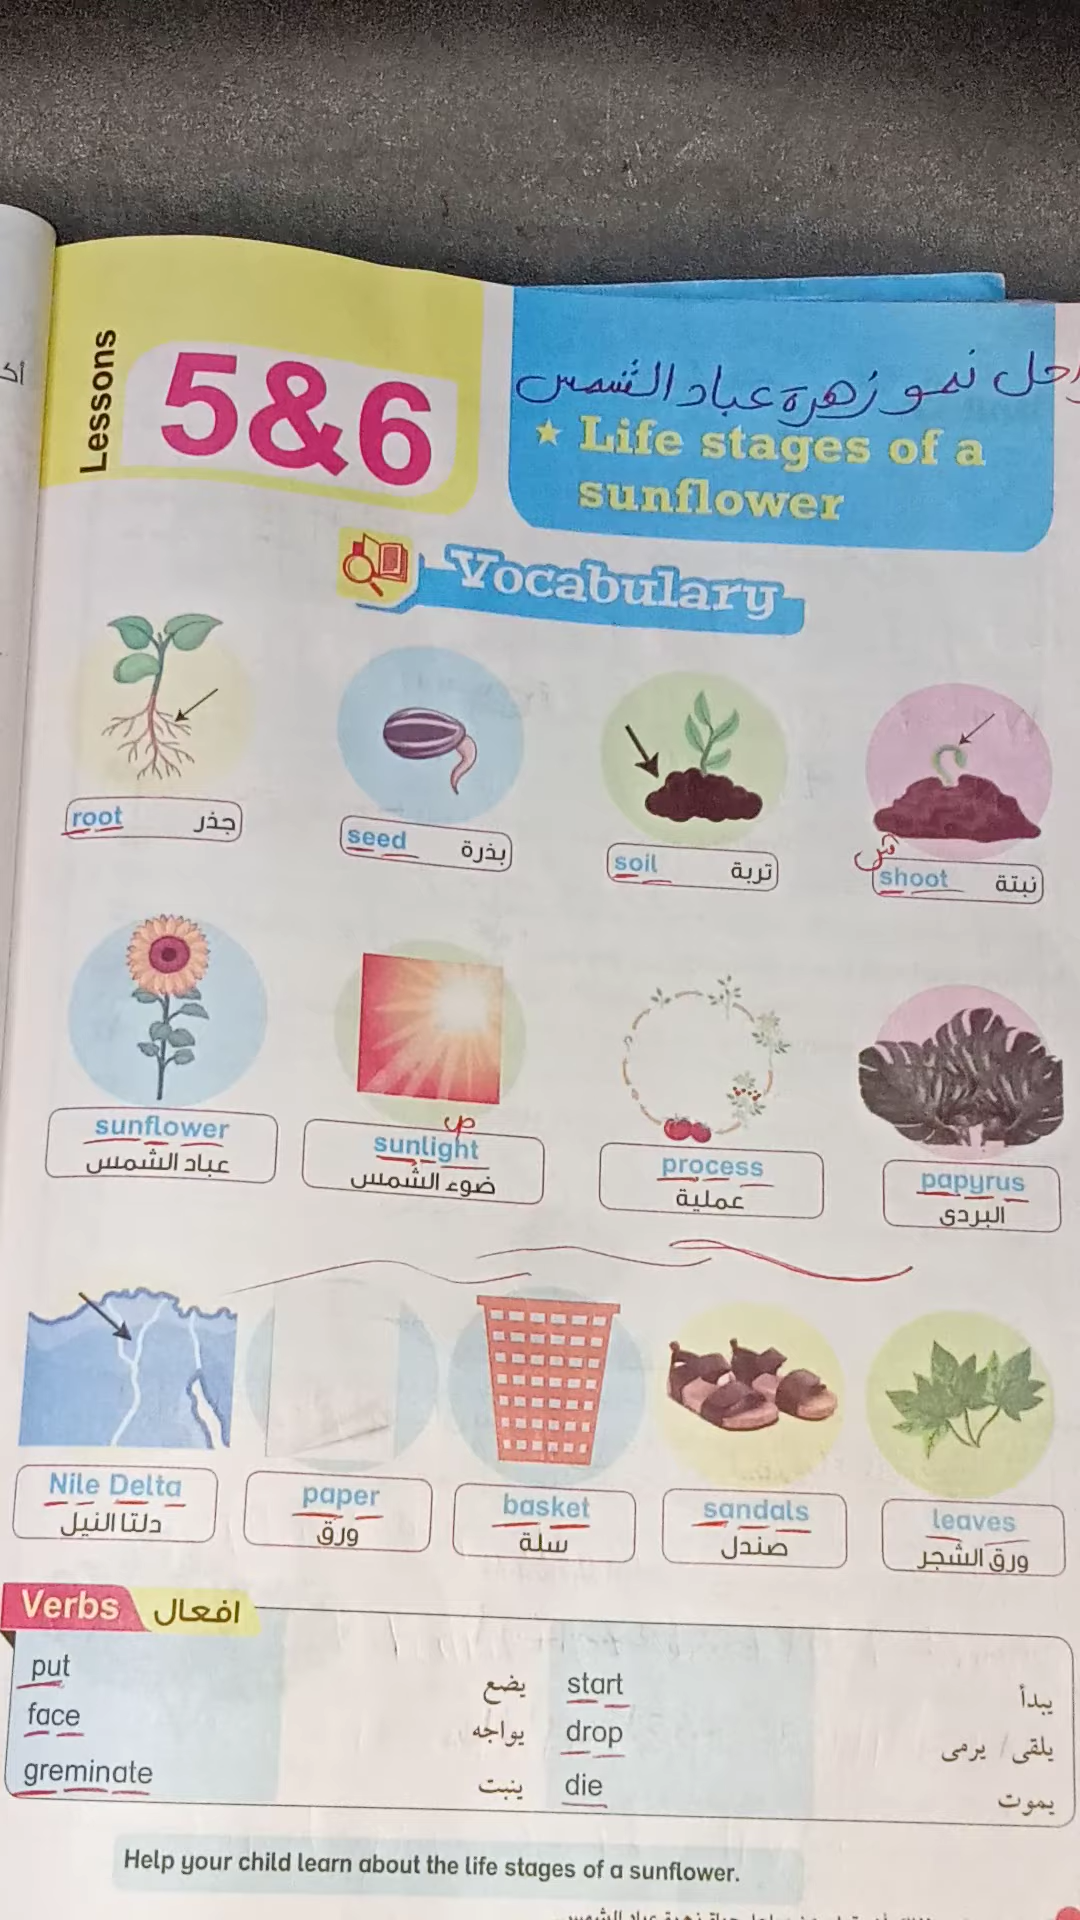 Lessons
5&6
نمو زهرة عباد الشمس
★ Life stages of a
sunflower
Vocabulary
root جذر
seed بذرة
soil تربة
ش
shoot نبتة
sunflower
عباد الشمس
sunlight
ضوء الشمس
process
عملية
papyrus
البردى
Nile Delta
دلتا النيل
paper
ورق
basket
سلة
sandals
صندل
leaves
ورق الشجر
Verbs افعال
put يضع start يبدأ
face يواجه drop يلقى / يرمى
greminate ينبت die يموت
Help your child learn about the life stages of a sunflower.